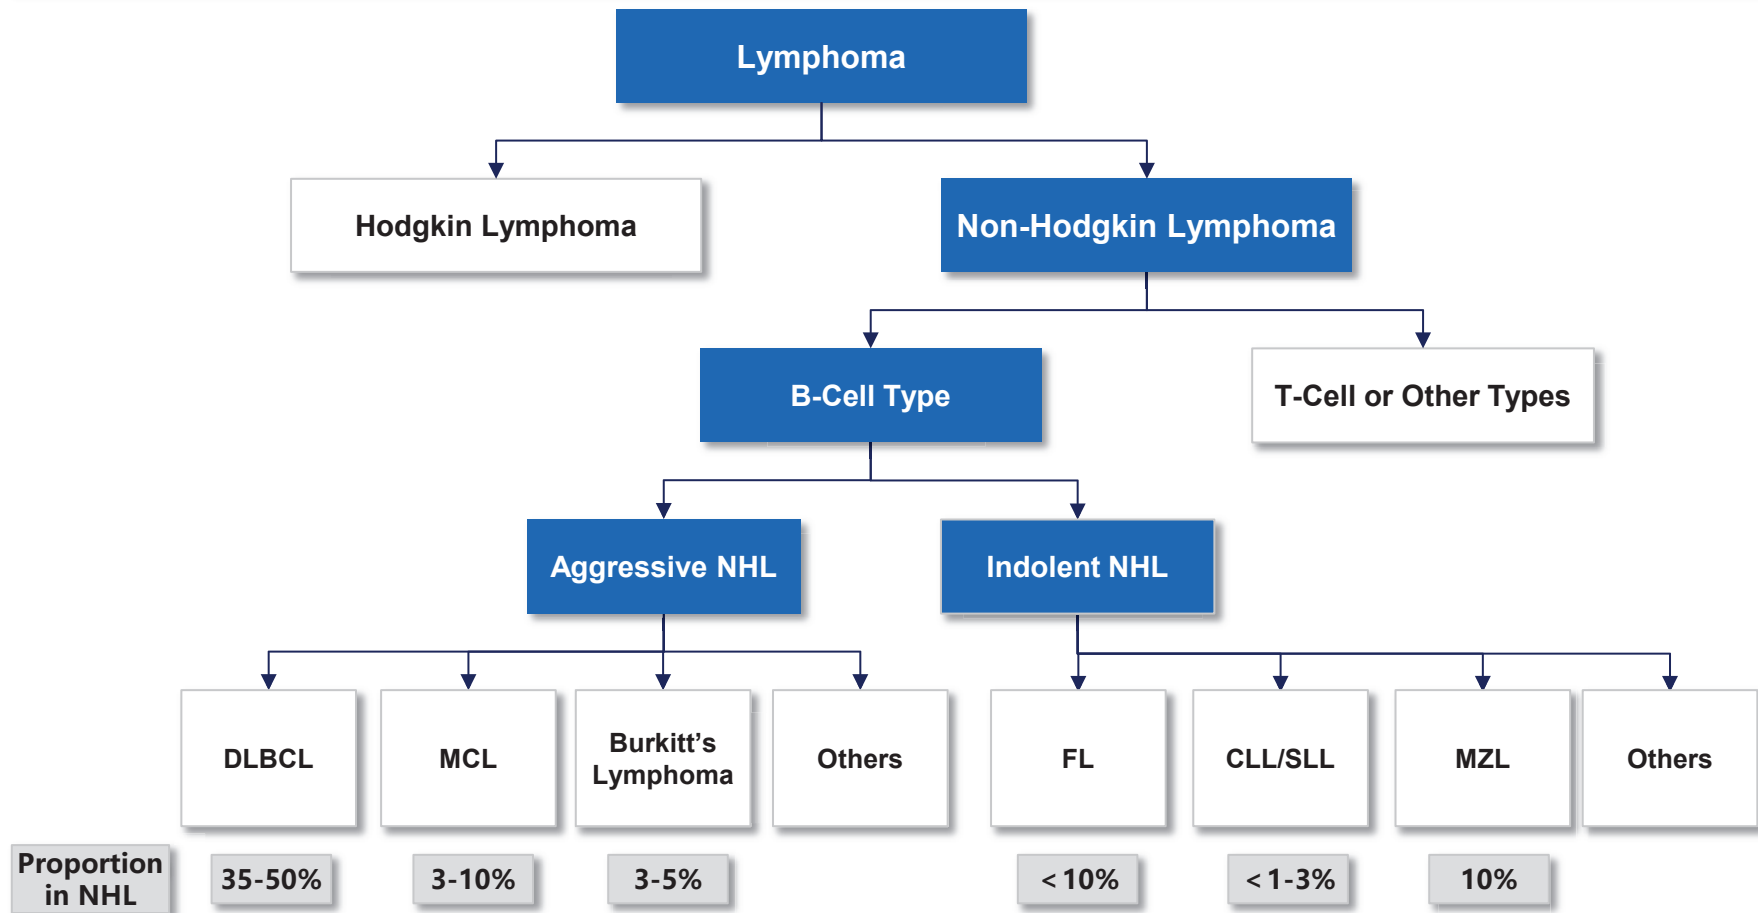 Lymphoma
Hodgkin Lymphoma
Non-Hodgkin Lymphoma
B-Cell Type
T-Cell or Other Types
Aggressive NHL
Indolent NHL
DLBCL
MCL
Burkitt’s
Lymphoma
Others
FL
CLL/SLL
MZL
Others
Proportion
in NHL
35-50%
3-10%
3-5%
<10%
<1-3%
10%